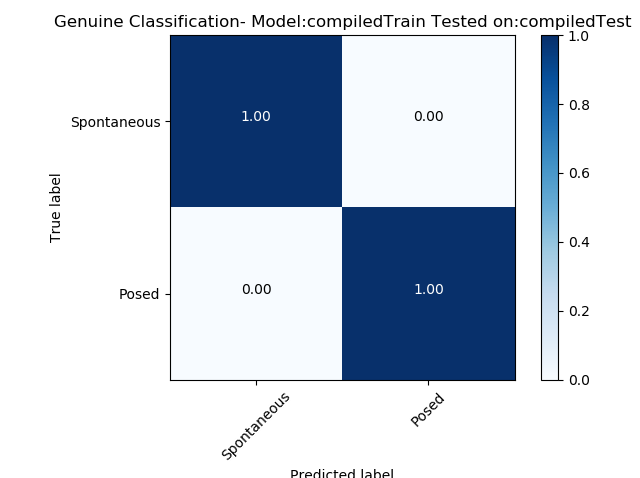 Genuine Classification- Model:compiledTrain Tested on:compiledTest
1.0
Spontaneous
1.00
0.00
0.8
True label
0.6
0.4
Posed
0.00
1.00
0.2
0.0
Spontaneous
Posed
Predicted label